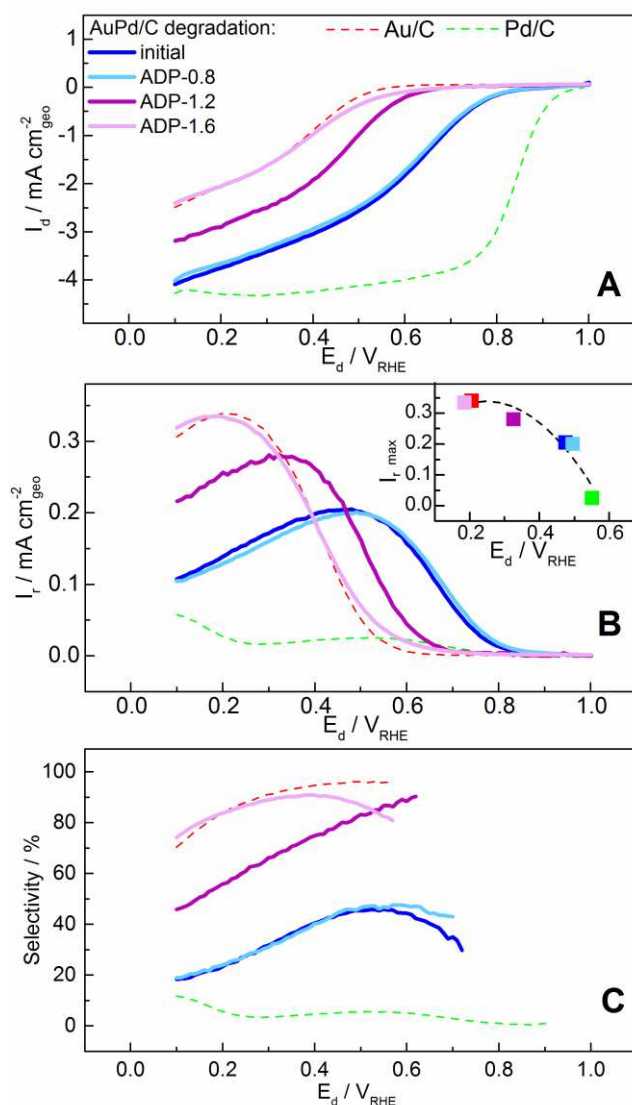 AuPd/C degradation: Au/C Pd/C
initial
ADP-0.8
ADP-1.2
ADP-1.6
0
-1
-2
-3
-4
I_d / mA cm⁻²_geo
A
0.0 0.2 0.4 0.6 0.8 1.0
E_d / V_RHE
0.3
0.2
0.1
0.0
I_r / mA cm⁻²_geo
0.4
0.3
0.2
0.1
0.0
I_r max
0.2 0.4 0.6
E_d / V_RHE
B
0.0 0.2 0.4 0.6 0.8 1.0
E_d / V_RHE
100
80
60
40
20
0
Selectivity / %
C
0.0 0.2 0.4 0.6 0.8 1.0
E_d / V_RHE